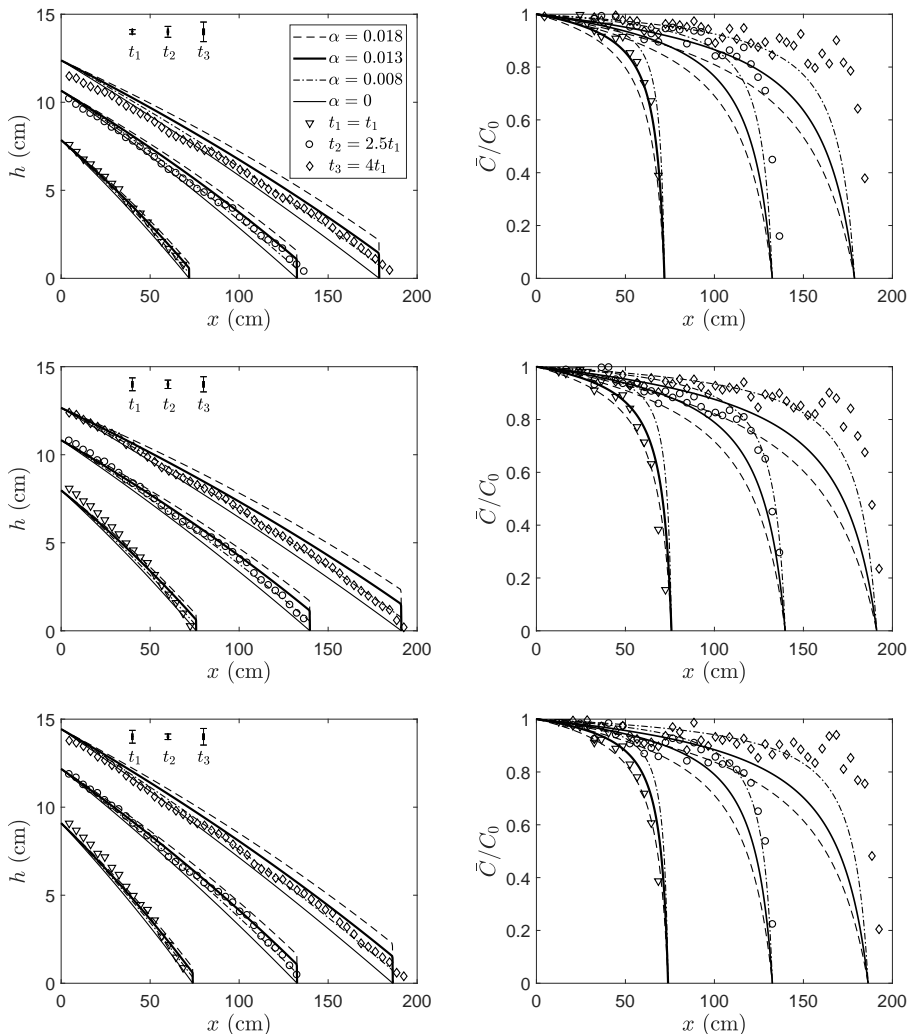 15
10
5
0
h (cm)
0 50 100 150 200
x (cm)
t₁ t₂ t₃
α = 0.018
α = 0.013
α = 0.008
α = 0
t₁ = t₁
t₂ = 2.5t₁
t₃ = 4t₁
1
0.8
0.6
0.4
0.2
0
C̄/C₀
0 50 100 150 200
x (cm)
15
10
5
0
h (cm)
0 50 100 150 200
x (cm)
t₁ t₂ t₃
1
0.8
0.6
0.4
0.2
0
C̄/C₀
0 50 100 150 200
x (cm)
15
10
5
0
h (cm)
0 50 100 150 200
x (cm)
t₁ t₂ t₃
1
0.8
0.6
0.4
0.2
0
C̄/C₀
0 50 100 150 200
x (cm)